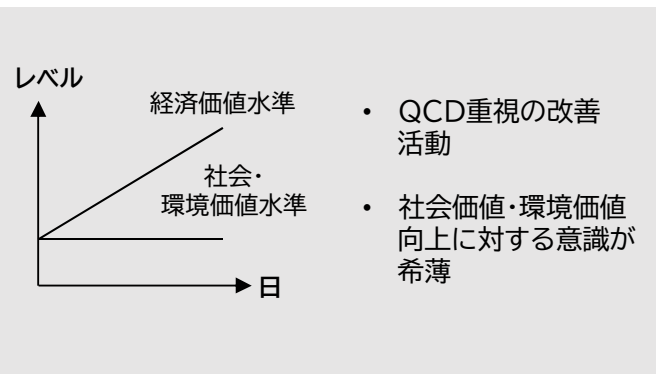 レベル
経済価値水準
社会・
環境価値水準
日
• QCD重視の改善
活動
• 社会価値・環境価値
向上に対する意識が
希薄